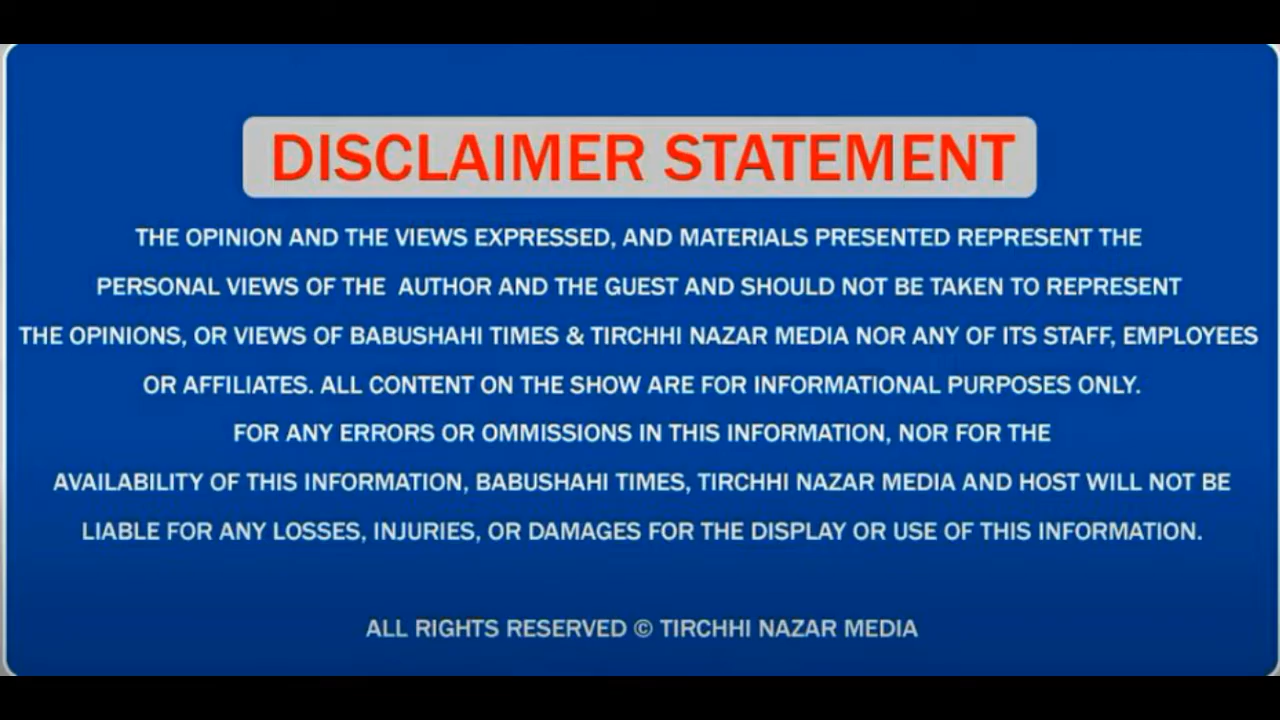 DISCLAIMER STATEMENT
THE OPINION AND THE VIEWS EXPRESSED, AND MATERIALS PRESENTED REPRESENT THE
PERSONAL VIEWS OF THE AUTHOR AND THE GUEST AND SHOULD NOT BE TAKEN TO REPRESENT
THE OPINIONS, OR VIEWS OF BABUSHAHI TIMES & TIRCHHI NAZAR MEDIA NOR ANY OF ITS STAFF, EMPLOYEES
OR AFFILIATES. ALL CONTENT ON THE SHOW ARE FOR INFORMATIONAL PURPOSES ONLY.
FOR ANY ERRORS OR OMMISSIONS IN THIS INFORMATION, NOR FOR THE
AVAILABILITY OF THIS INFORMATION, BABUSHAHI TIMES, TIRCHHI NAZAR MEDIA AND HOST WILL NOT BE
LIABLE FOR ANY LOSSES, INJURIES, OR DAMAGES FOR THE DISPLAY OR USE OF THIS INFORMATION.
ALL RIGHTS RESERVED © TIRCHHI NAZAR MEDIA